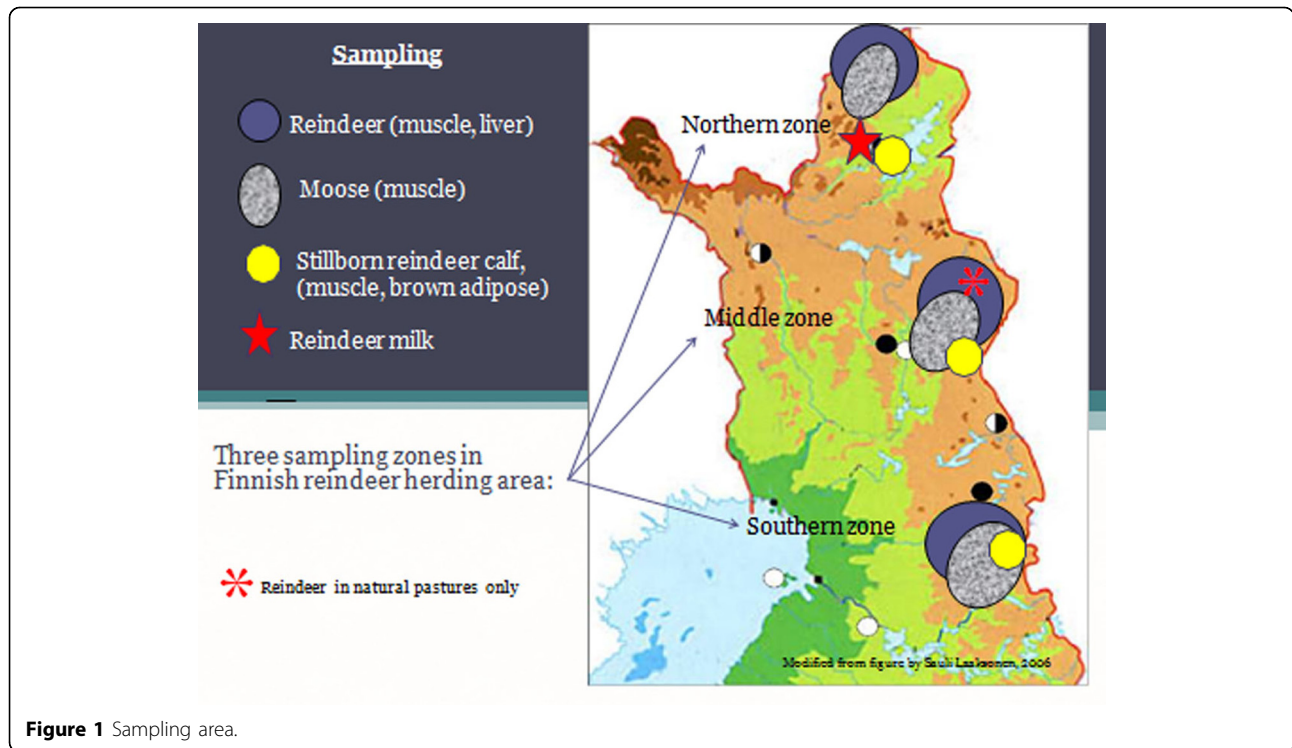 Sampling
Reindeer (muscle, liver)
Moose (muscle)
Stillborn reindeer calf,
(muscle, brown adipose)
Reindeer milk
Northern zone
Middle zone
Three sampling zones in
Finnish reindeer herding area:
Southern zone
Reindeer in natural pastures only
Modified from figure by Sauli Laaksonen, 2006
Figure 1 Sampling area.